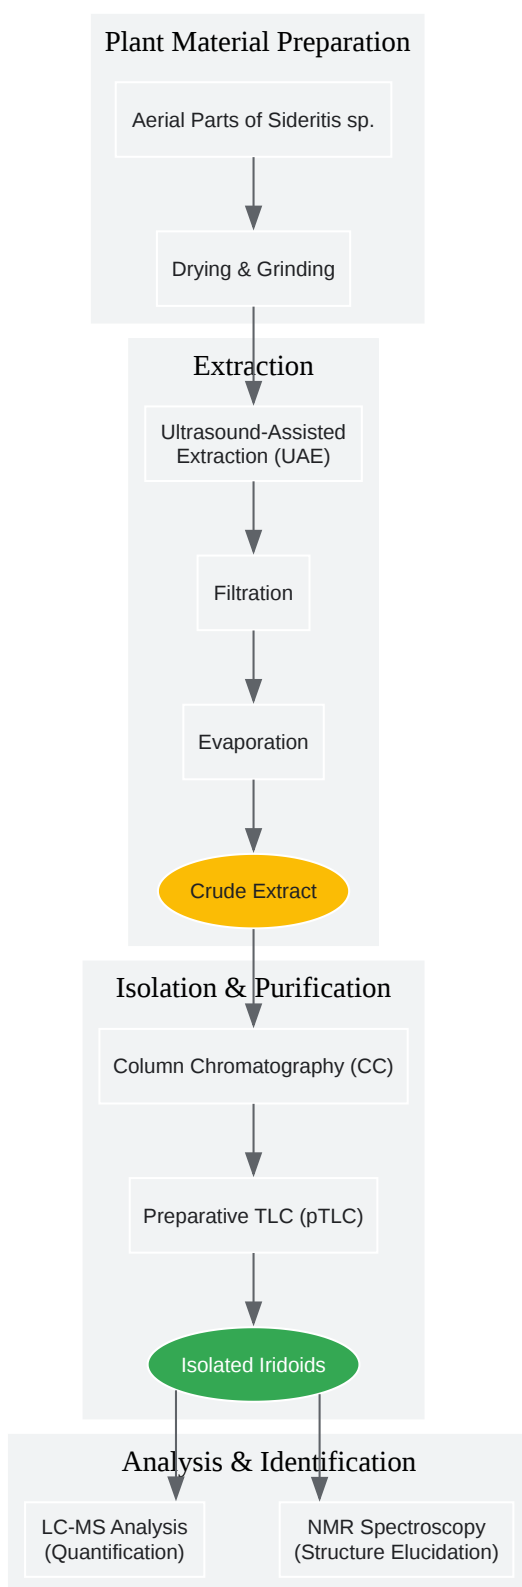 Plant Material Preparation
Aerial Parts of Sideritis sp.
Drying & Grinding
Extraction
Ultrasound-Assisted
Extraction (UAE)
Filtration
Evaporation
Crude Extract
Isolation & Purification
Column Chromatography (CC)
Preparative TLC (pTLC)
Isolated Iridoids
Analysis & Identification
LC-MS Analysis
(Quantification)
NMR Spectroscopy
(Structure Elucidation)